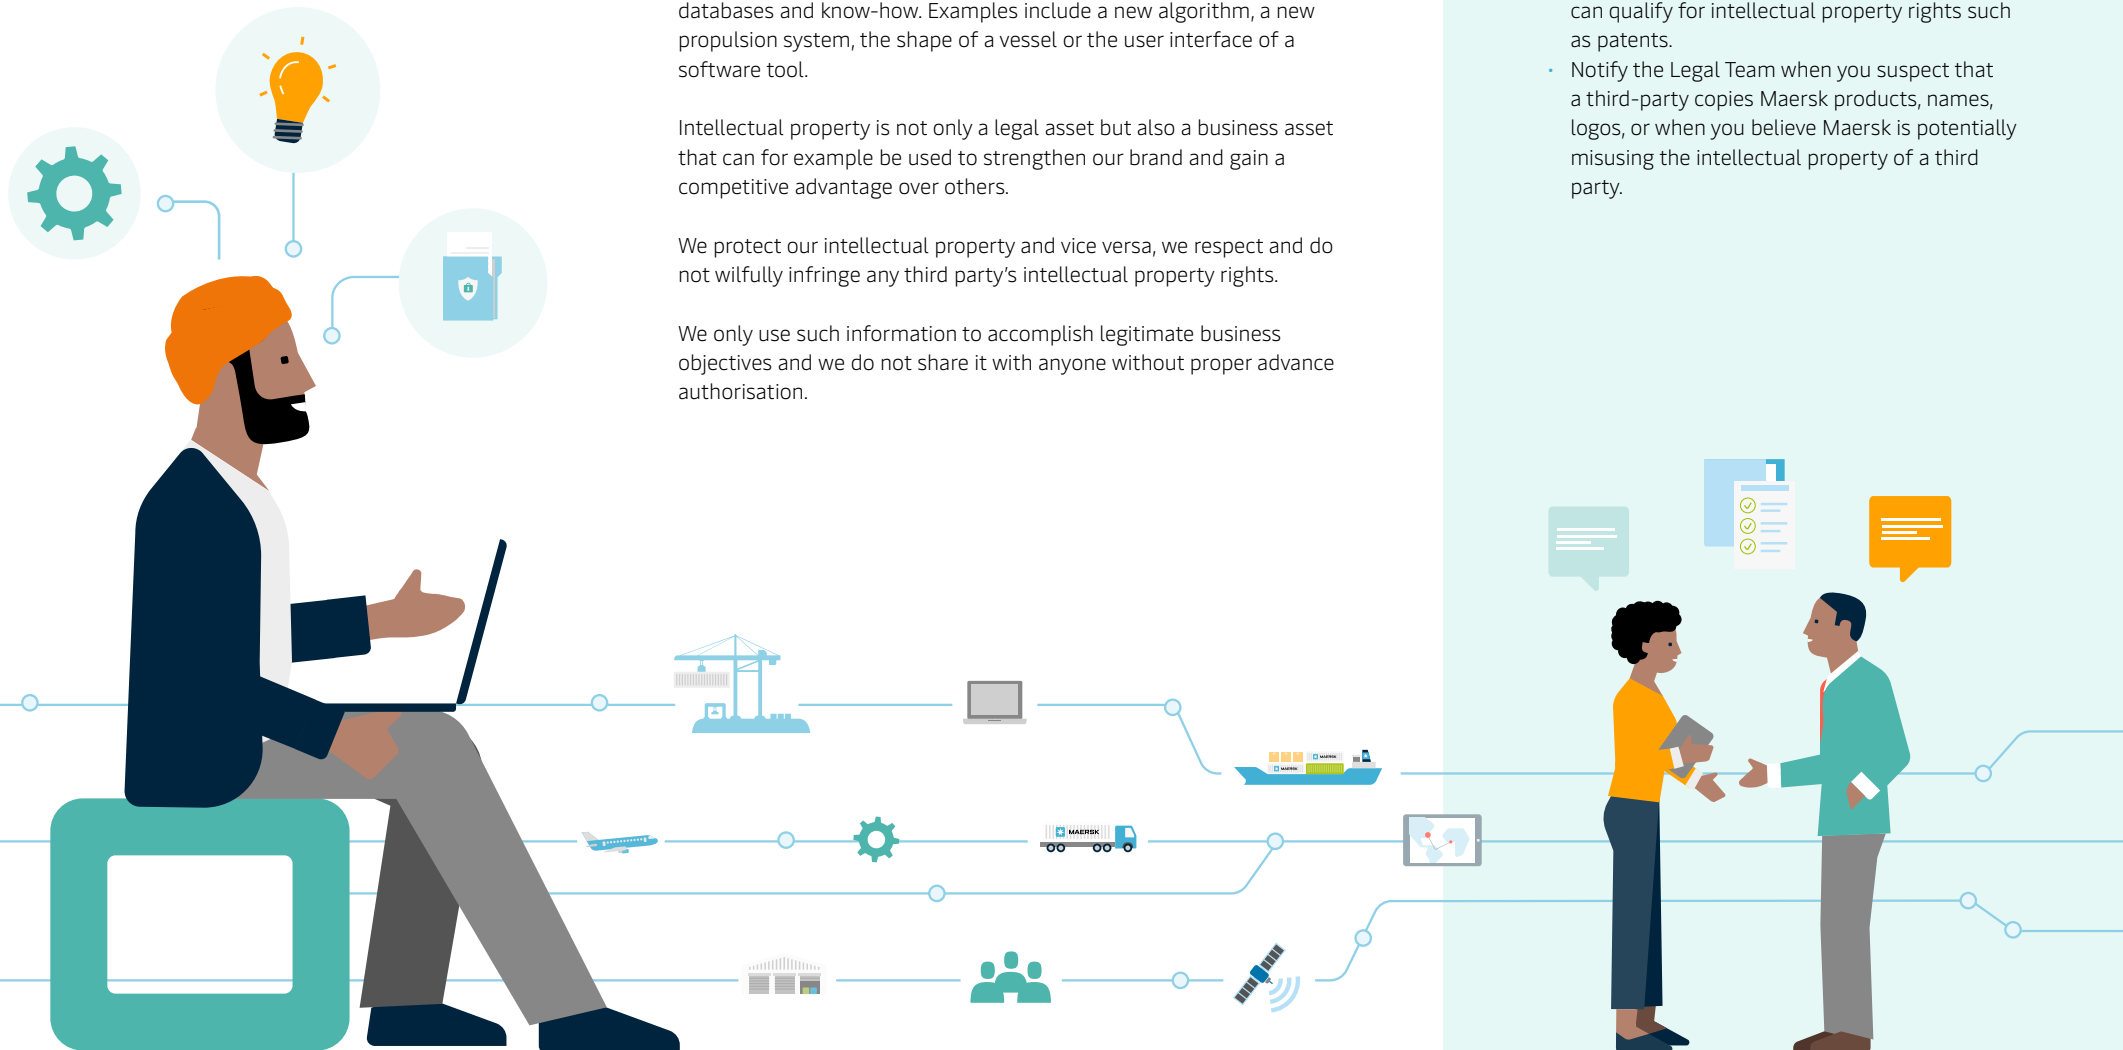 databases and know-how. Examples include a new algorithm, a new
propulsion system, the shape of a vessel or the user interface of a
software tool.
Intellectual property is not only a legal asset but also a business asset
that can for example be used to strengthen our brand and gain a
competitive advantage over others.
We protect our intellectual property and vice versa, we respect and do
not wilfully infringe any third party’s intellectual property rights.
We only use such information to accomplish legitimate business
objectives and we do not share it with anyone without proper advance
authorisation.
can qualify for intellectual property rights such
as patents.
• Notify the Legal Team when you suspect that
a third-party copies Maersk products, names,
logos, or when you believe Maersk is potentially
misusing the intellectual property of a third
party.
MAERSK
MAERSK
MAERSK